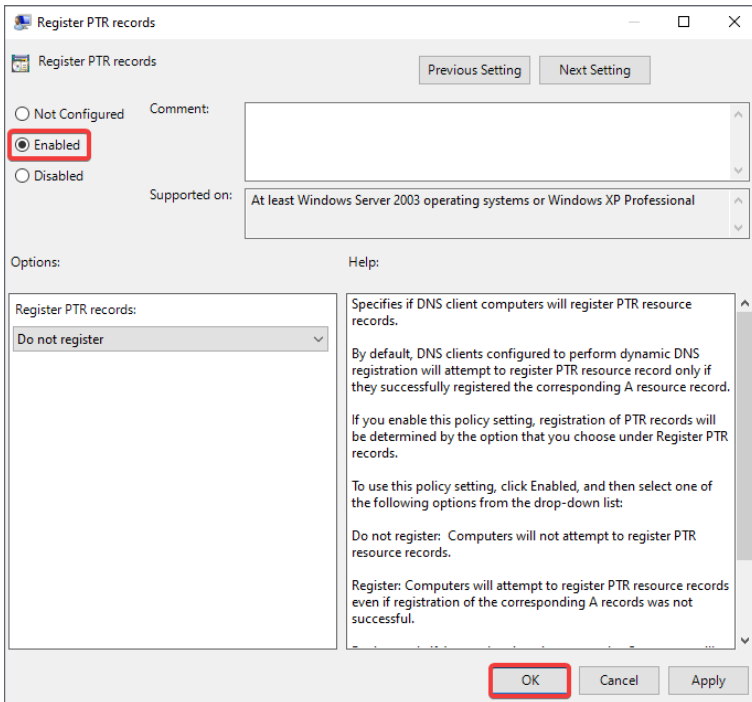 Register PTR records
Register PTR records
Previous Setting
Next Setting
Not Configured
Comment:
Enabled
Disabled
Supported on:
At least Windows Server 2003 operating systems or Windows XP Professional
Options:
Help:
Register PTR records:
Do not register
Specifies if DNS client computers will register PTR resource
records.
By default, DNS clients configured to perform dynamic DNS
registration will attempt to register PTR resource record only if
they successfully registered the corresponding A resource record.
If you enable this policy setting, registration of PTR records will
be determined by the option that you choose under Register PTR
records.
To use this policy setting, click Enabled, and then select one of
the following options from the drop-down list:
Do not register:  Computers will not attempt to register PTR
resource records.
Register: Computers will attempt to register PTR resource records
even if registration of the corresponding A records was not
successful.
OK
Cancel
Apply